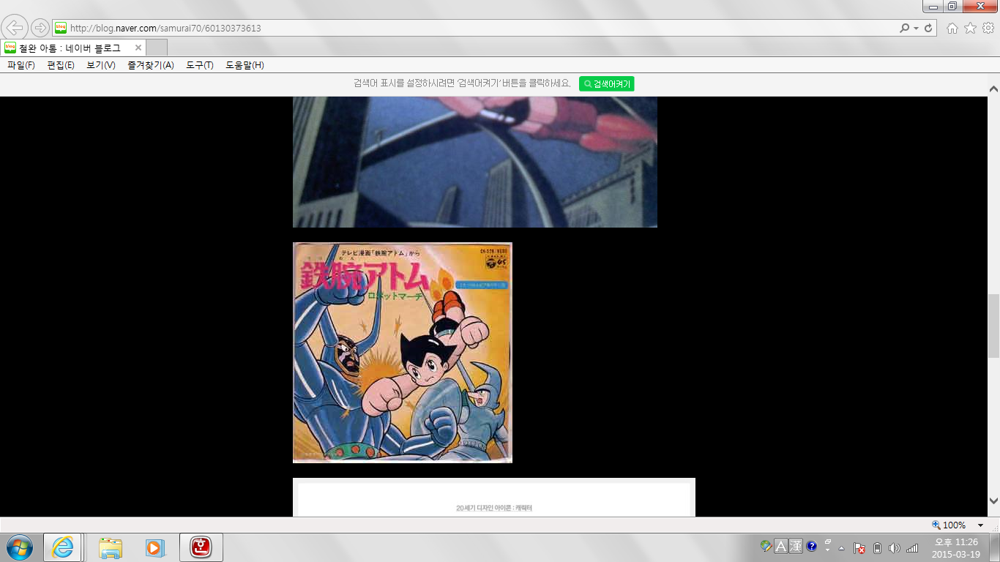 http://blog.naver.com/samurai70/60130373613
철완 아톰 : 네이버 블로그
파일(F) 편집(E) 보기(V) 즐겨찾기(A) 도구(T) 도움말(H)
검색어 표시를 설정하시려면 '검색어켜기' 버튼을 클릭하세요. 검색어켜기
テレビ漫画「鉄腕アトム」から
鉄腕アトム
ロボットマーチ
20세기 디자인 아이콘 : 캐릭터
100%
A 漢
오후 11:26
2015-03-19